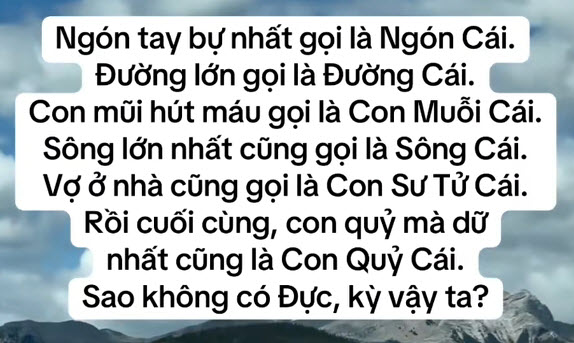 Ngón tay bự nhất gọi là Ngón Cái.
Đường lớn gọi là Đường Cái.
Con mũi hút máu gọi là Con Muỗi Cái.
Sông lớn nhất cũng gọi là Sông Cái.
Vợ ở nhà cũng gọi là Con Sư Tử Cái.
Rồi cuối cùng, con quỷ mà dữ
nhất cũng là Con Quỷ Cái.
Sao không có Đực, kỳ vậy ta?